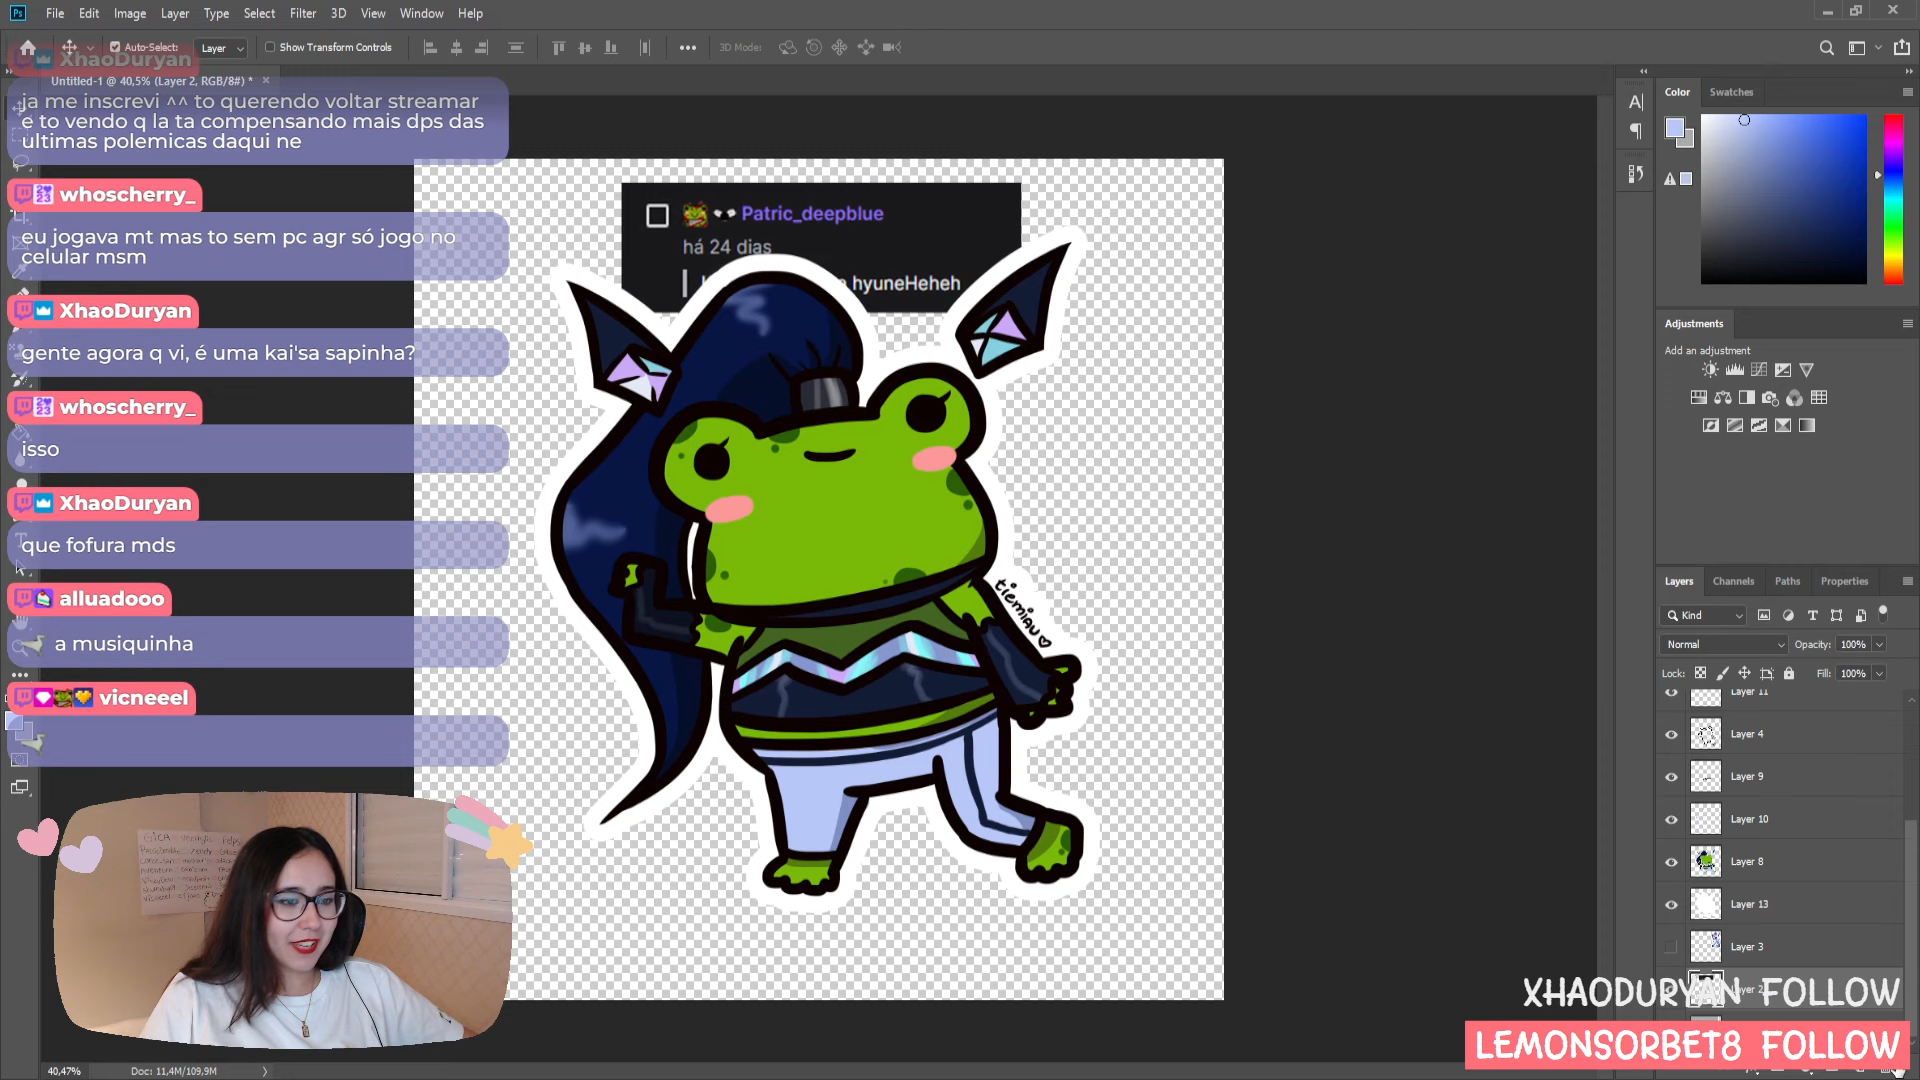 Ps File Edit Image Layer Type Select Filter 3D View Window Help
Auto-Select: Layer Show Transform Controls 3D Mode:
XhaoDuryan
Untitled-1 @ 40,5% (Layer 2, RGB/8#) *
ja me inscrevi ^^ to querendo voltar streamar
e to vendo q la ta compensando mais dps das
ultimas polemicas daqui ne
whoscherry_
eu jogava mt mas to sem pc agr só jogo no
celular msm
XhaoDuryan
gente agora q vi, é uma kai'sa sapinha?
whoscherry_
isso
XhaoDuryan
que fofura mds
alluadooo
a musiquinha
vicneeel
Patric_deepblue
há 24 dias
hyuneHeheh
tiemiau
Color Swatches
Adjustments
Add an adjustment
Layers Channels Paths Properties
Kind
Normal Opacity: 100%
Lock: Fill: 100%
Layer 11
Layer 4
Layer 9
Layer 10
Layer 8
Layer 13
Layer 3
Layer 2
XHAODURYAN FOLLOW
LEMONSORBET8 FOLLOW
40,47% Doc: 11,4M/109,9M